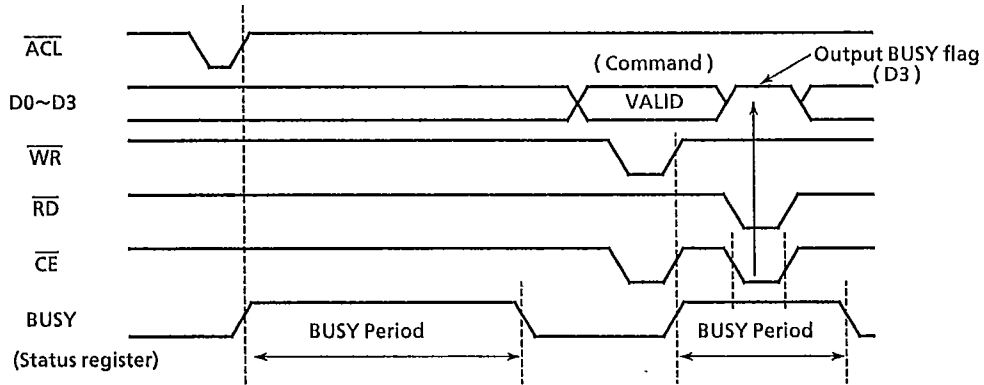 ACL
(Command)
Output BUSY flag
(D3)
D0~D3
VALID
WR
RD
CE
BUSY
BUSY Period
BUSY Period
(Status register)